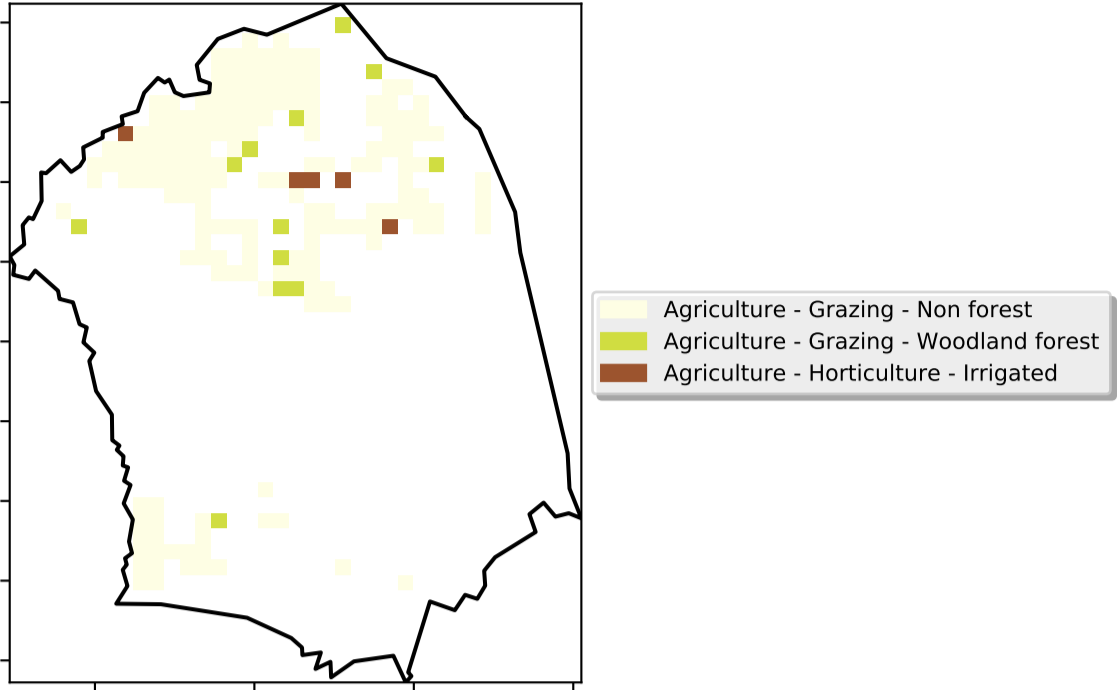 Agriculture - Grazing - Non forest
Agriculture - Grazing - Woodland forest
Agriculture - Horticulture - Irrigated